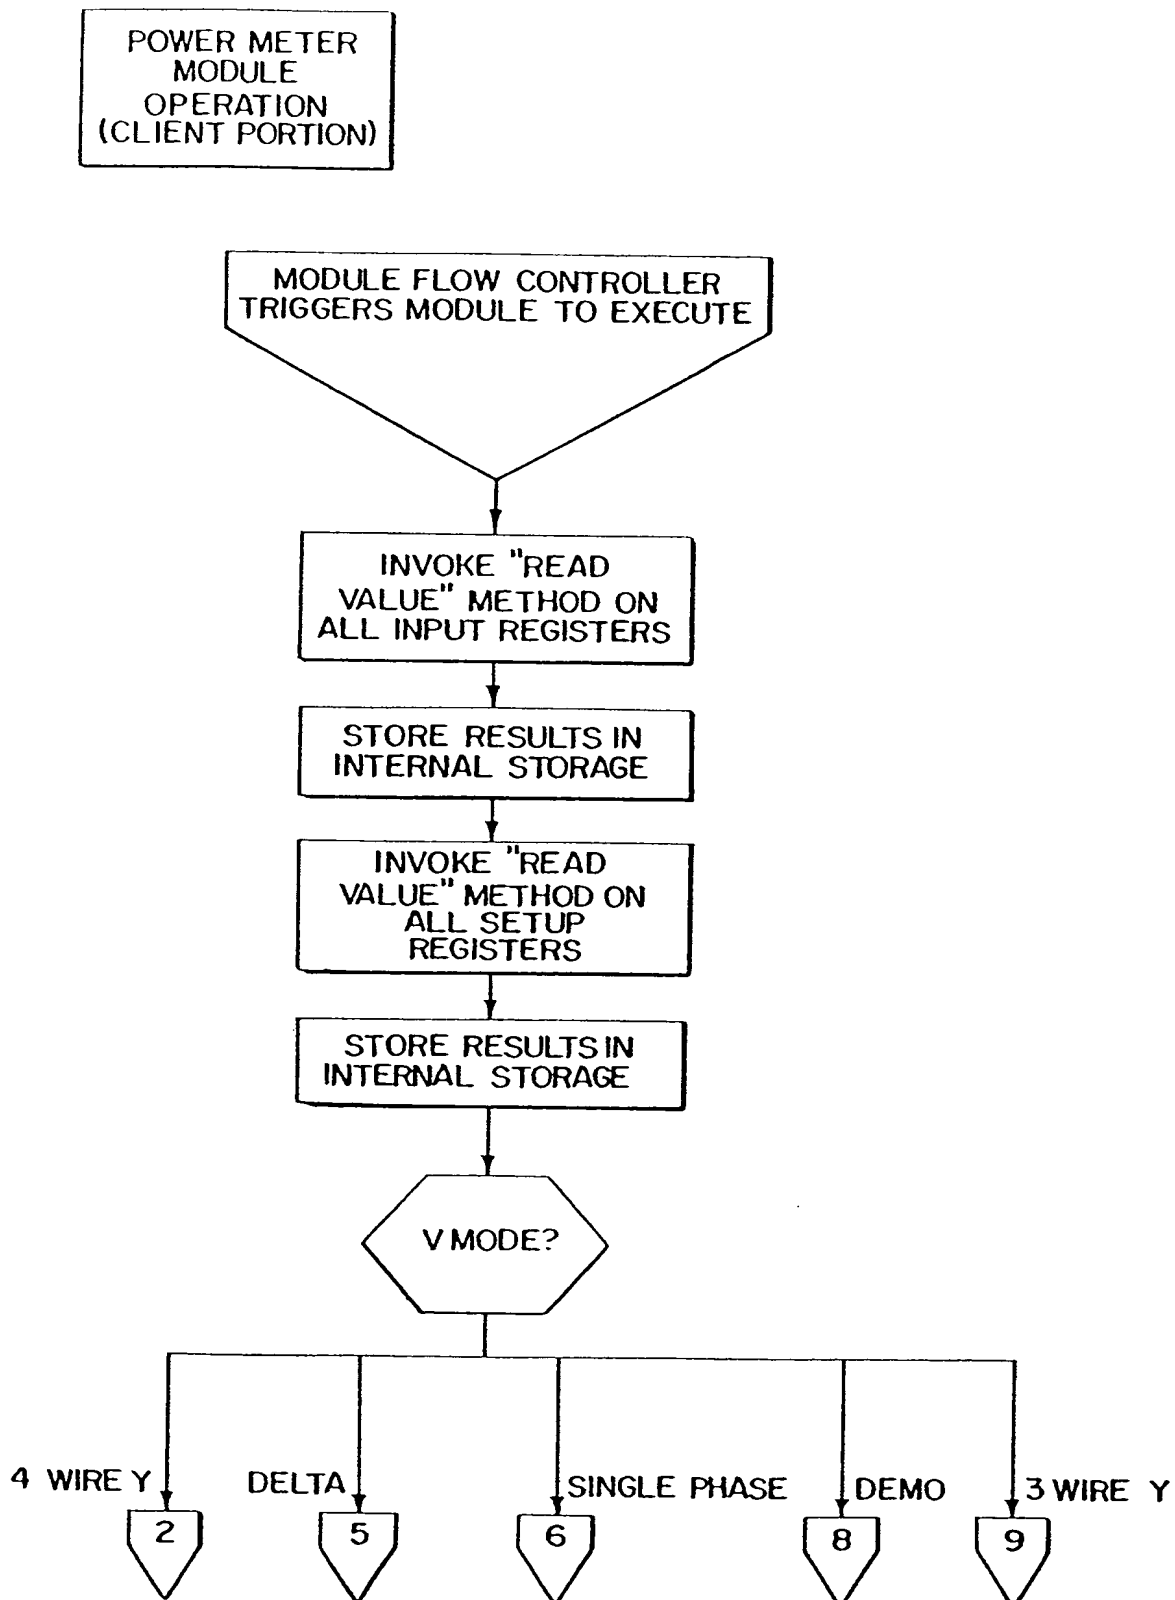 POWER METER
MODULE
OPERATION
(CLIENT PORTION)
MODULE FLOW CONTROLLER
TRIGGERS MODULE TO EXECUTE
INVOKE "READ
VALUE" METHOD ON
ALL INPUT REGISTERS
STORE RESULTS IN
INTERNAL STORAGE
INVOKE "READ
VALUE" METHOD ON
ALL SETUP
REGISTERS
STORE RESULTS IN
INTERNAL STORAGE
V MODE?
4 WIRE Y
DELTA
SINGLE PHASE
DEMO
3 WIRE Y
2
5
6
8
9